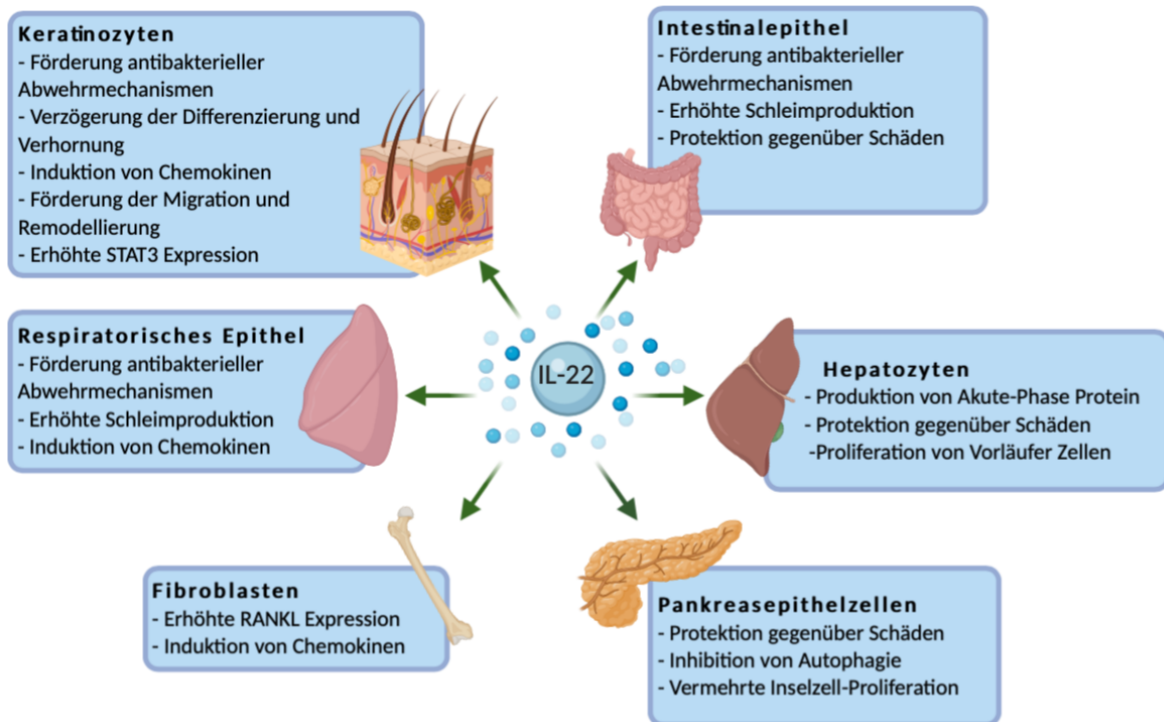 Keratinozyten
- Förderung antibakterieller
Abwehrmechanismen
- Verzögerung der Differenzierung und
Verhornung
- Induktion von Chemokinen
- Förderung der Migration und
Remodellierung
- Erhöhte STAT3 Expression
Intestinalepithel
- Förderung antibakterieller
Abwehrmechanismen
- Erhöhte Schleimproduktion
- Protektion gegenüber Schäden
Respiratorisches Epithel
- Förderung antibakterieller
Abwehrmechanismen
- Erhöhte Schleimproduktion
- Induktion von Chemokinen
IL-22
Hepatozyten
- Produktion von Akute-Phase Protein
- Protektion gegenüber Schäden
-Proliferation von Vorläufer Zellen
Fibroblasten
- Erhöhte RANKL Expression
- Induktion von Chemokinen
Pankreasepithelzellen
- Protektion gegenüber Schäden
- Inhibition von Autophagie
- Vermehrte Inselzell-Proliferation